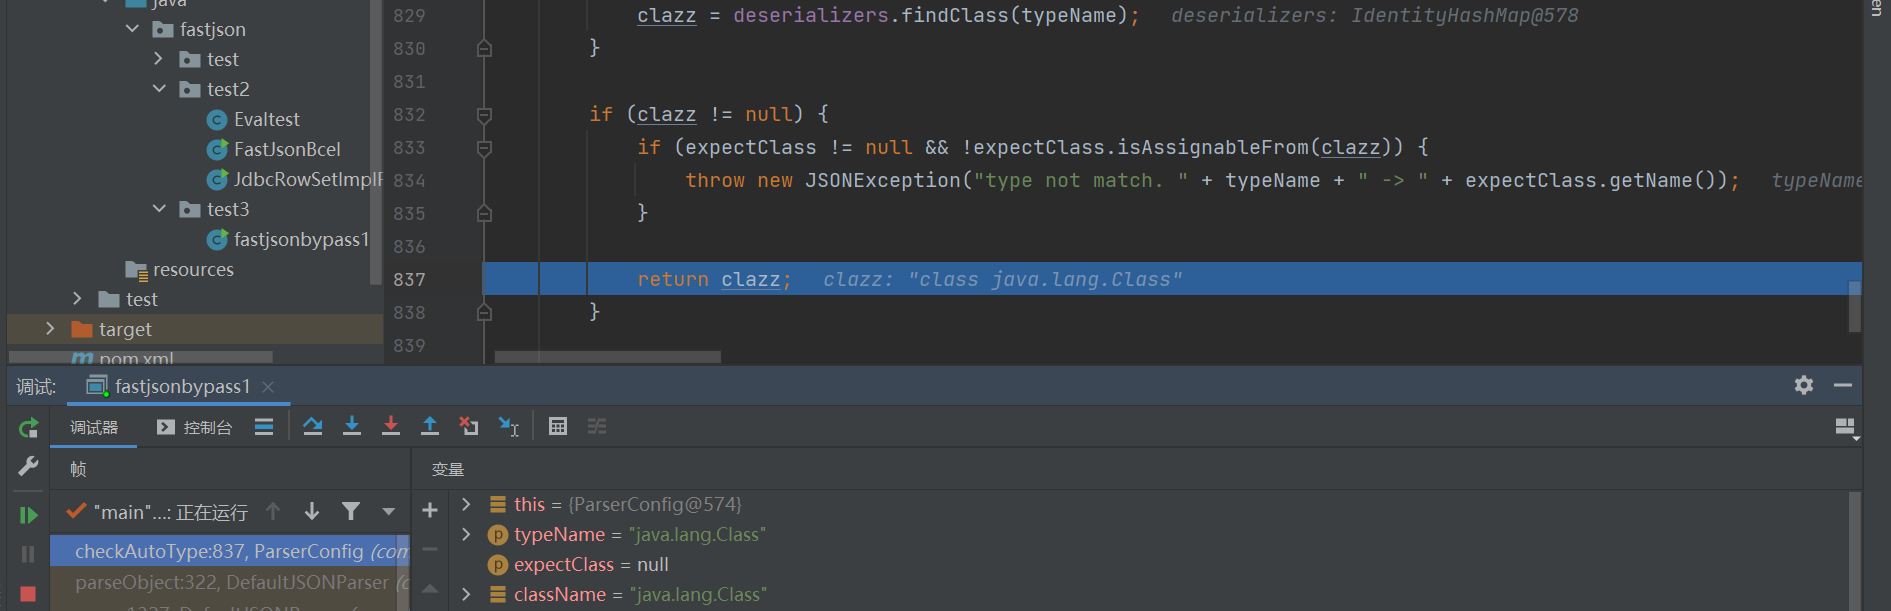 java
fastjson
test
test2
Evaltest
FastJsonBcel
JdbcRowSetImplF
test3
fastjsonbypass1
resources
test
target
pom.xml
829 clazz = deserializers.findClass(typeName); deserializers: IdentityHashMap@578
830 }
831
832 if (clazz != null) {
833 if (expectClass != null && !expectClass.isAssignableFrom(clazz)) {
834 throw new JSONException("type not match. " + typeName + " -> " + expectClass.getName()); typeName
835 }
836
837 return clazz; clazz: "class java.lang.Class"
838 }
839
en
调试: fastjsonbypass1
调试器 控制台
帧
"main"...: 正在运行
checkAutoType:837, ParserConfig (com
parseObject:322, DefaultJSONParser (c
变量
this = {ParserConfig@574}
typeName = "java.lang.Class"
expectClass = null
className = "java.lang.Class"